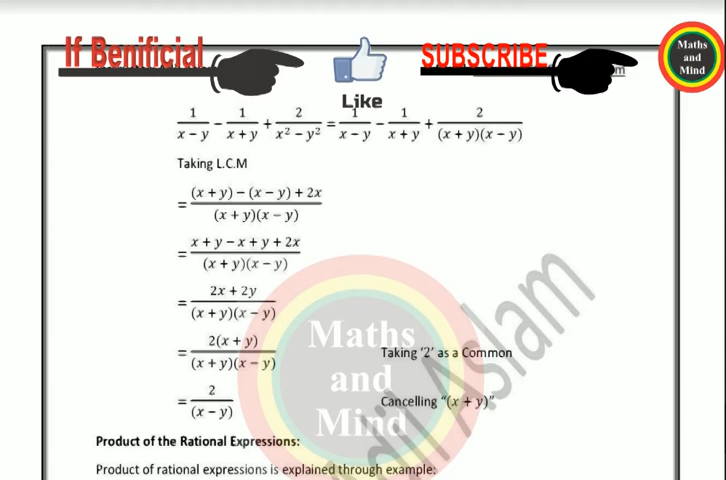 If Benificial
SUBSCRIBE
Maths
and
Mind
m
Like
1/(x − y) − 1/(x + y) + 2/(x² − y²) = 1/(x − y) − 1/(x + y) + 2/((x + y)(x − y))
Taking L.C.M
= ((x + y) − (x − y) + 2x)/((x + y)(x − y))
= (x + y − x + y + 2x)/((x + y)(x − y))
= (2x + 2y)/((x + y)(x − y))
= 2(x + y)/((x + y)(x − y)) Taking '2' as a Common
= 2/(x − y) Cancelling "(x + y)"
Maths
and
Mind
Aslam
Product of the Rational Expressions:
Product of rational expressions is explained through example: